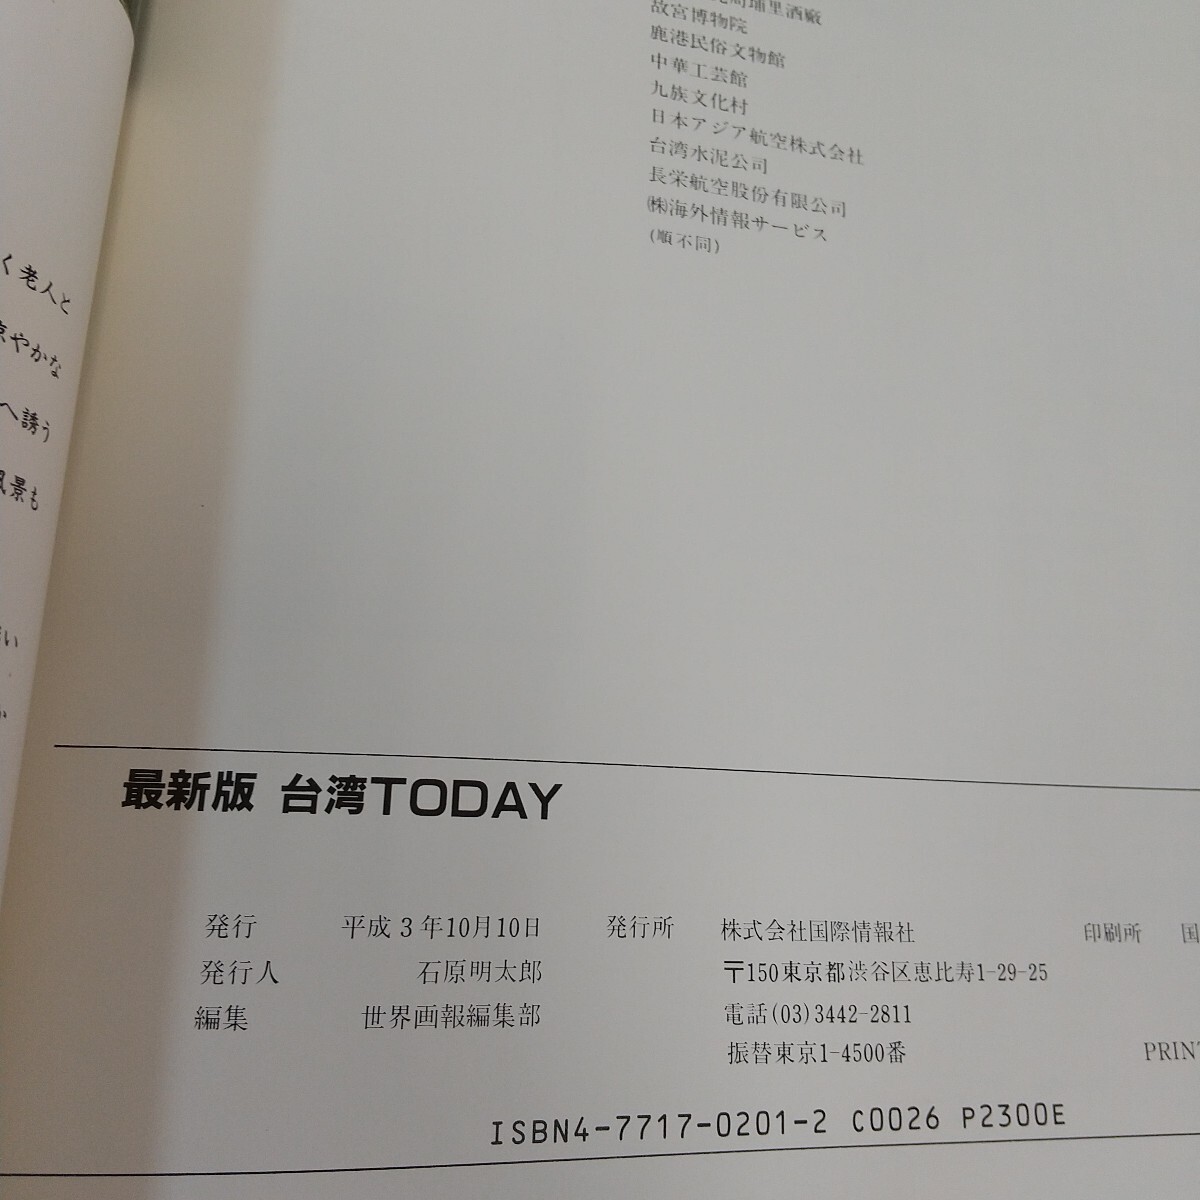 埔里酒廠
故宮博物院
鹿港民俗文物館
中華工芸館
九族文化村
日本アジア航空株式会社
台湾水泥公司
長栄航空股份有限公司
㈱海外情報サービス
(順不同)
く老人と
やかな
へ誘う
風景も
い
最新版 台湾TODAY
発行 平成3年10月10日
発行人 石原明太郎
編集 世界画報編集部
発行所 株式会社国際情報社
〒150東京都渋谷区恵比寿1-29-25
電話(03)3442-2811
振替東京1-4500番
印刷所 国
PRINT
ISBN4-7717-0201-2 C0026 P2300E